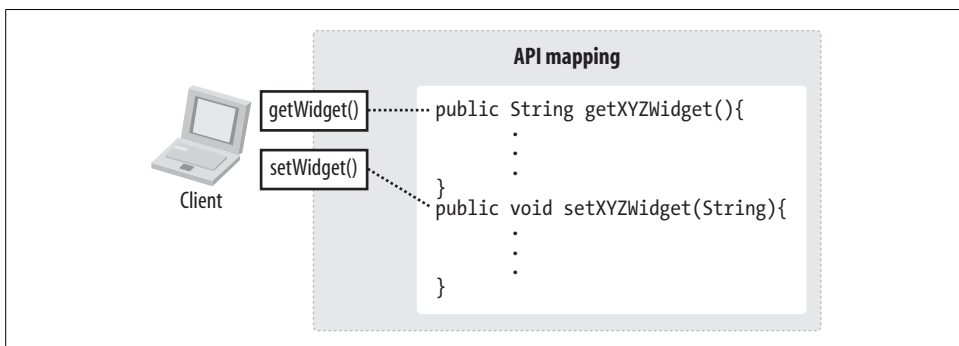 API mapping
getWidget()
public String getXYZWidget(){
.
.
.
}
setWidget()
public void setXYZWidget(String){
.
.
.
}
Client